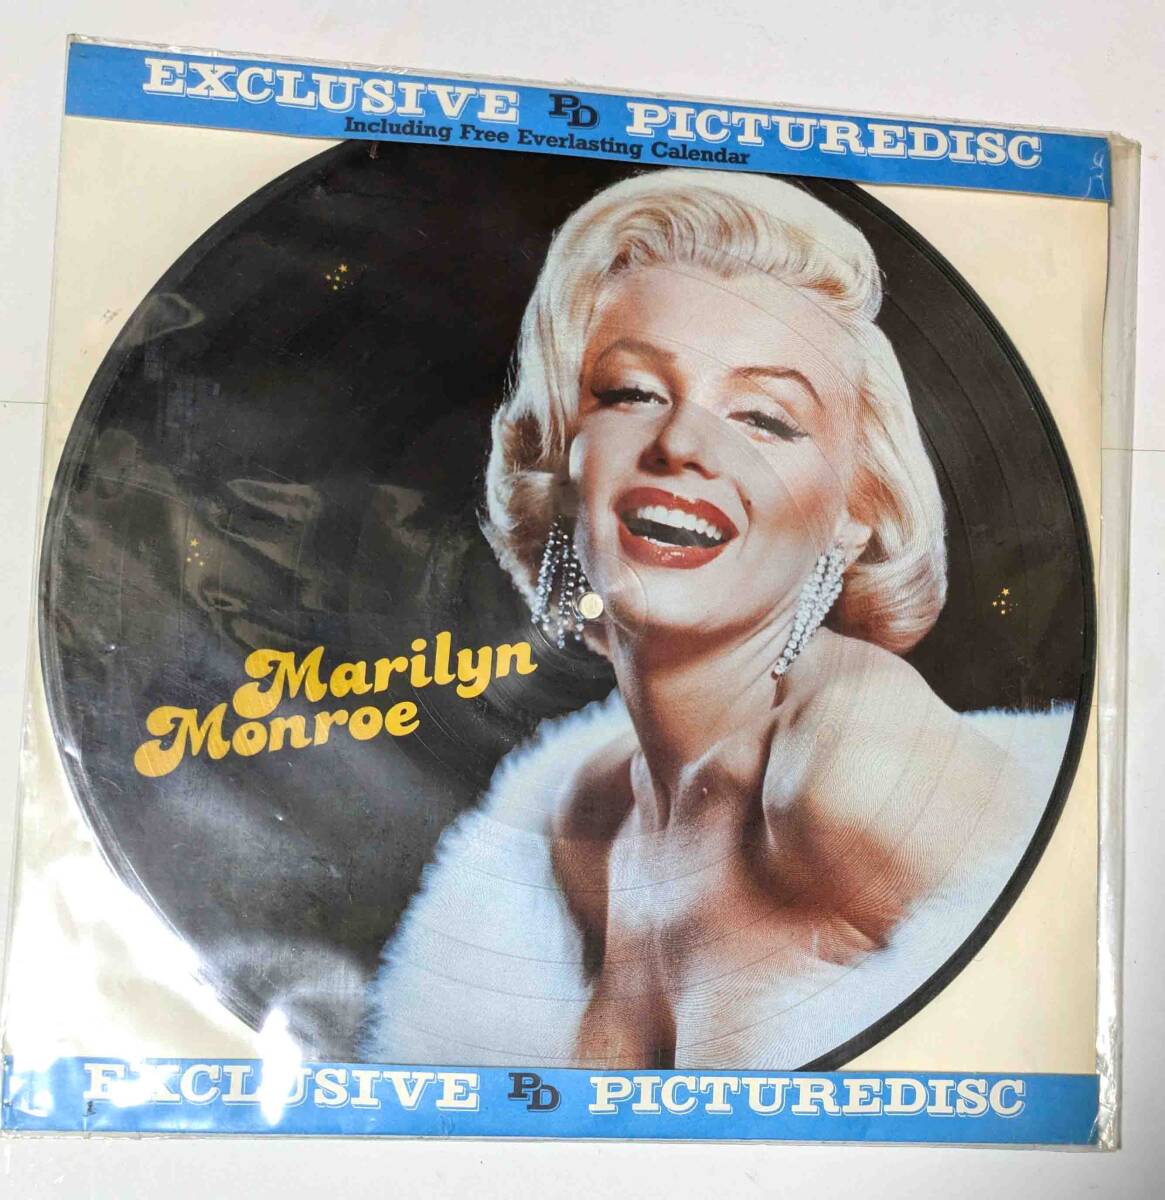 EXCLUSIVE PD PICTUREDISC
Including Free Everlasting Calendar
Marilyn
Monroe
EXCLUSIVE PD PICTUREDISC